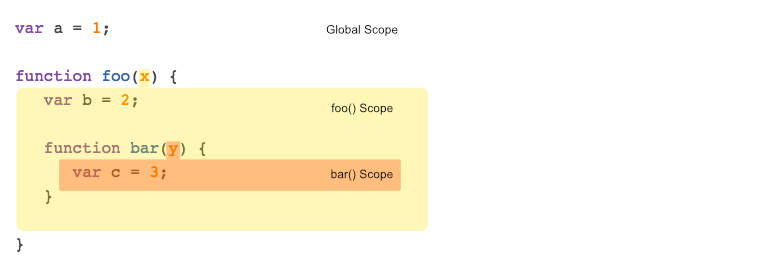 var a = 1; Global Scope
function foo(x) {
var b = 2; foo() Scope
function bar(y) {
var c = 3; bar() Scope
}
}